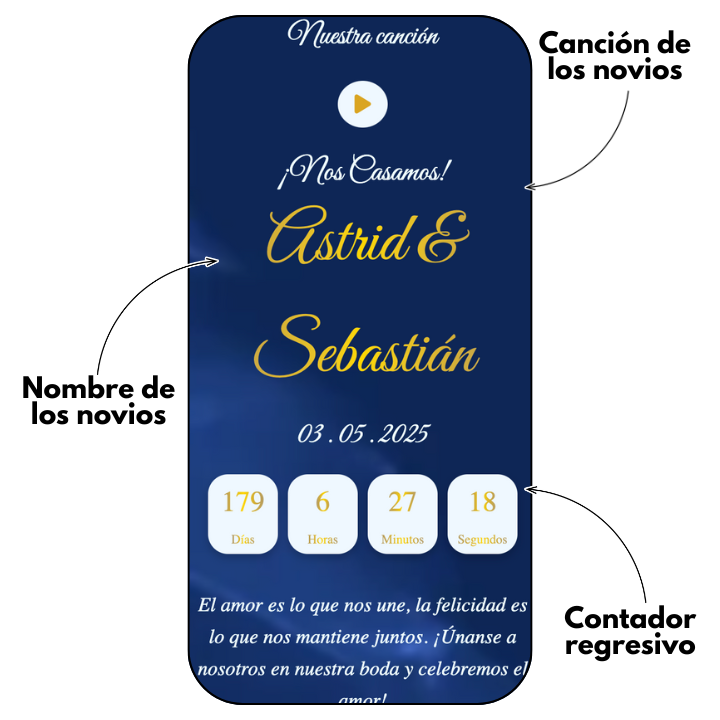 Nuestra canción
Canción de
los novios
¡Nos Casamos!
Astrid &
Sebastián
Nombre de
los novios
03 . 05 . 2025
179 6 27 18
Días Horas Minutos Segundos
Contador
regresivo
El amor es lo que nos une, la felicidad es
lo que nos mantiene juntos. ¡Únanse a
nosotros en nuestra boda y celebremos el
amor!